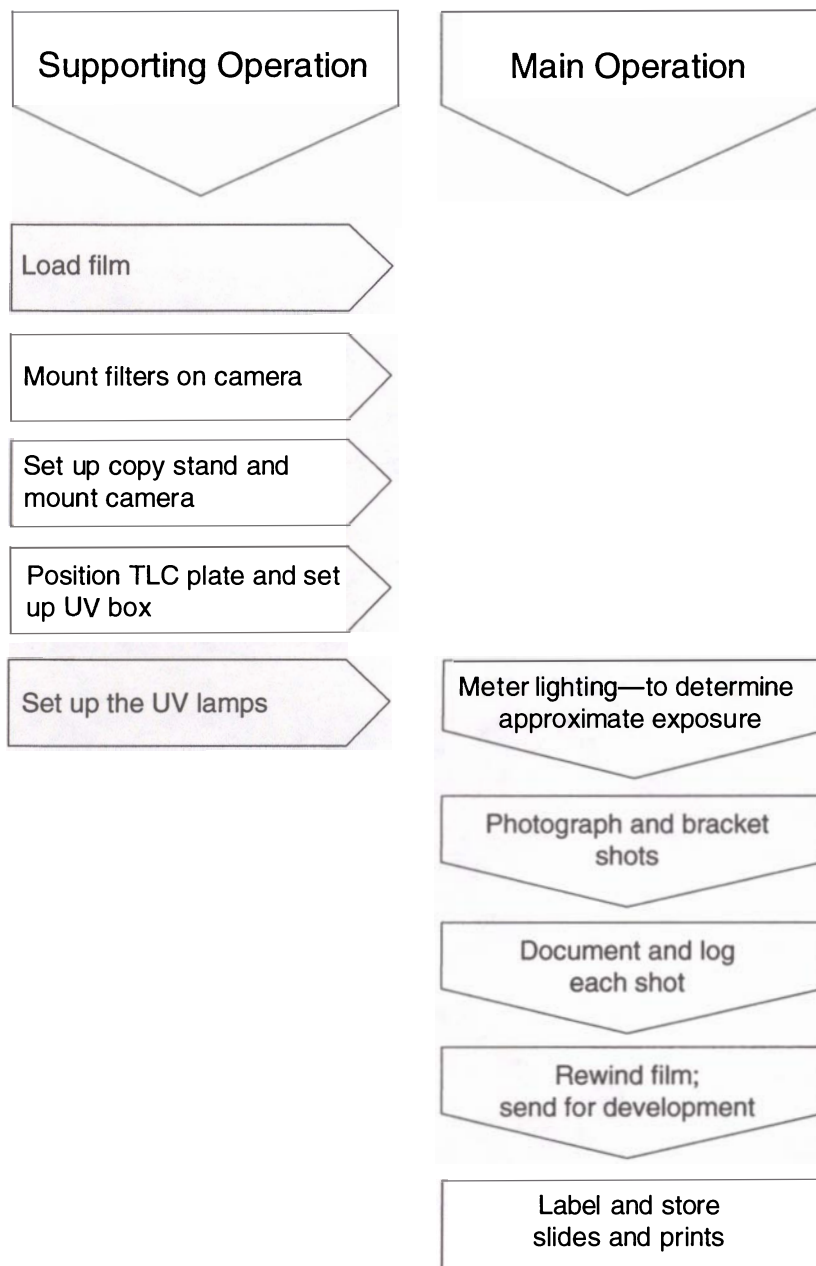 Supporting Operation
Main Operation
Load film
Mount filters on camera
Set up copy stand and
mount camera
Position TLC plate and set
up UV box
Set up the UV lamps
Meter lighting—to determine
approximate exposure
Photograph and bracket
shots
Document and log
each shot
Rewind film;
send for development
Label and store
slides and prints